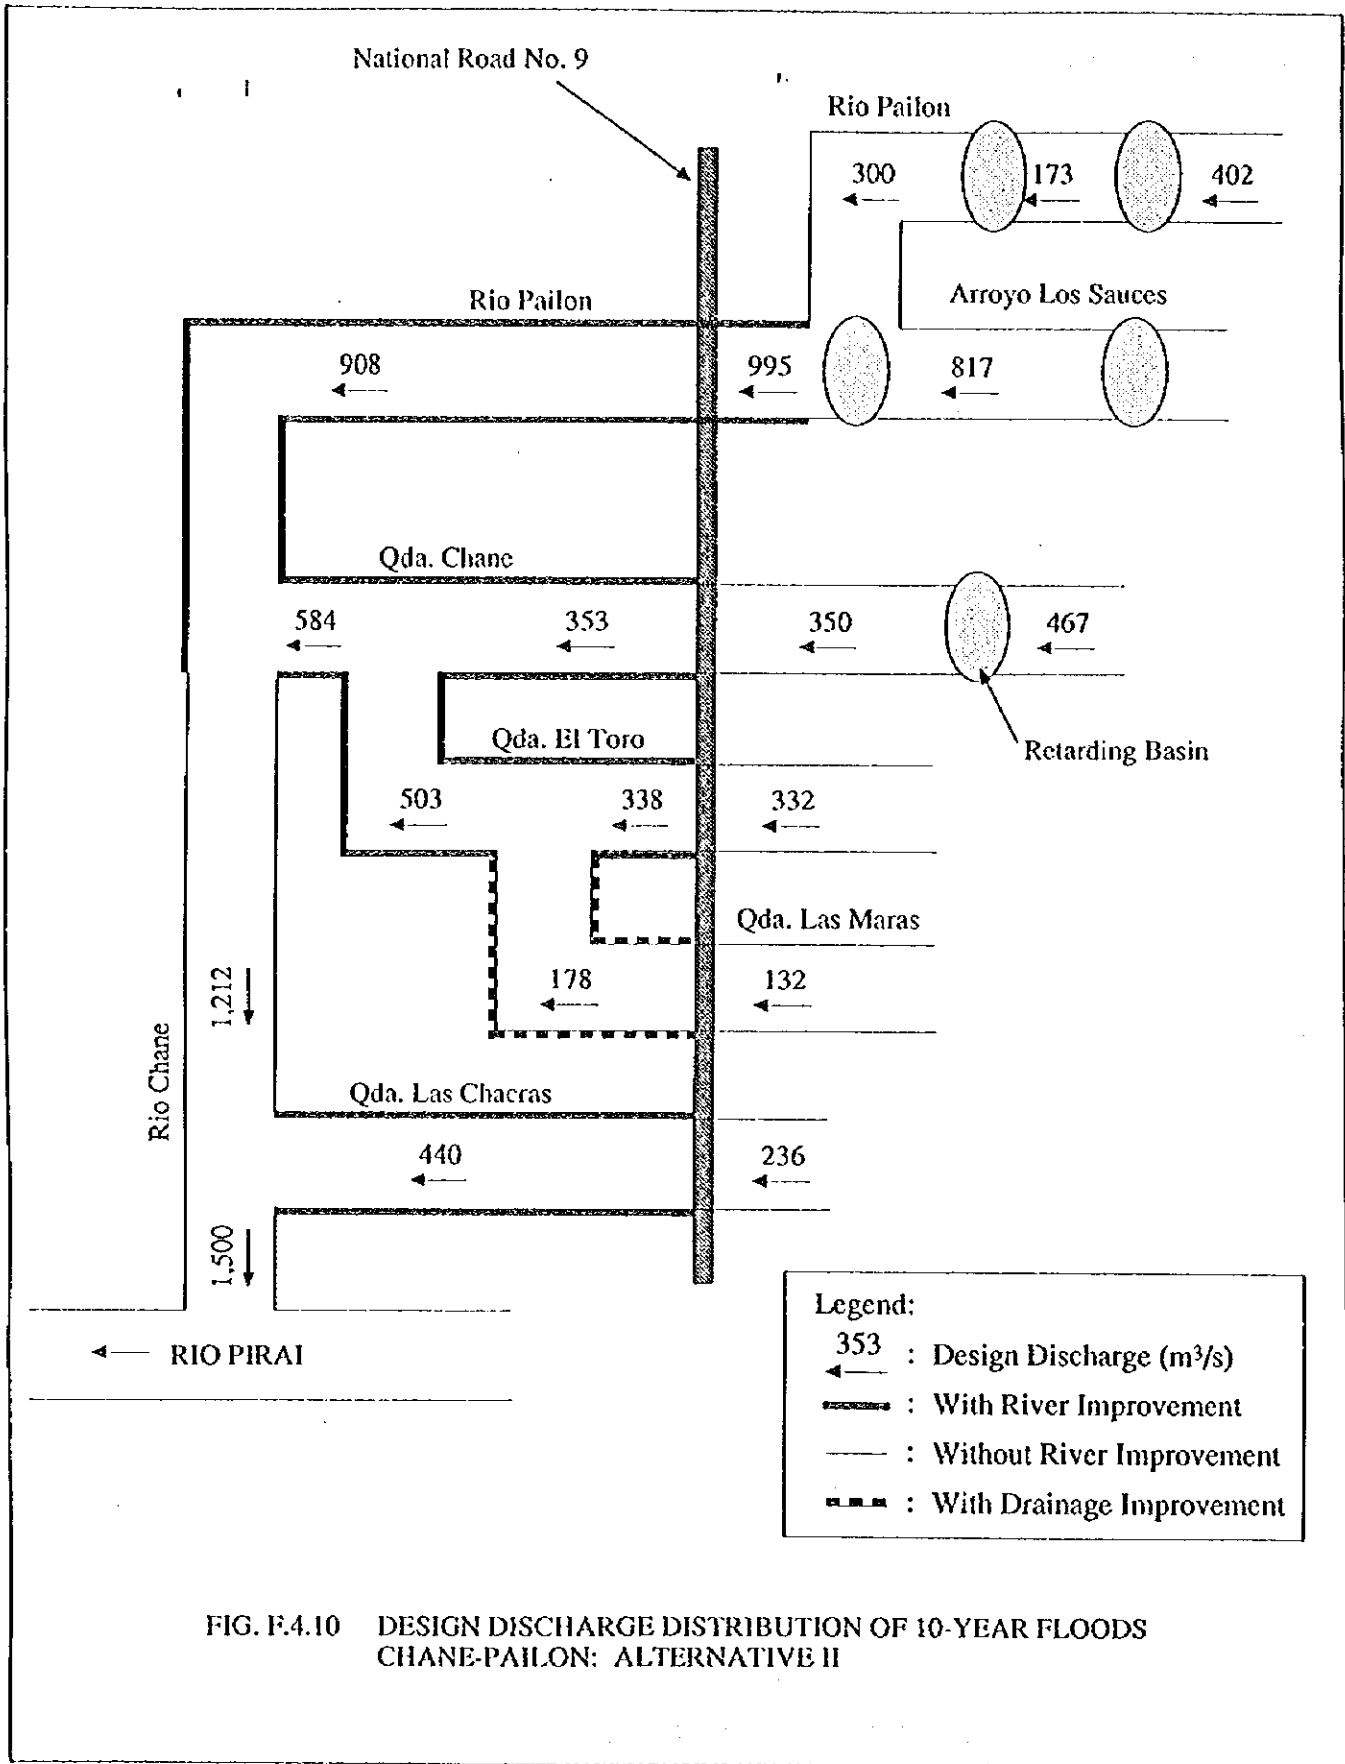 National Road No. 9
Rio Pailon
300
173
402
Arroyo Los Sauces
Rio Pailon
908
995
817
Qda. Chane
584
353
350
467
Qda. El Toro
Retarding Basin
503
338
332
Qda. Las Maras
178
132
1,212
Rio Chane
Qda. Las Chacras
440
236
1,500
RIO PIRAI
Legend:
353 : Design Discharge (m³/s)
: With River Improvement
: Without River Improvement
: With Drainage Improvement
FIG. F.4.10 DESIGN DISCHARGE DISTRIBUTION OF 10-YEAR FLOODS
CHANE-PAILON: ALTERNATIVE II